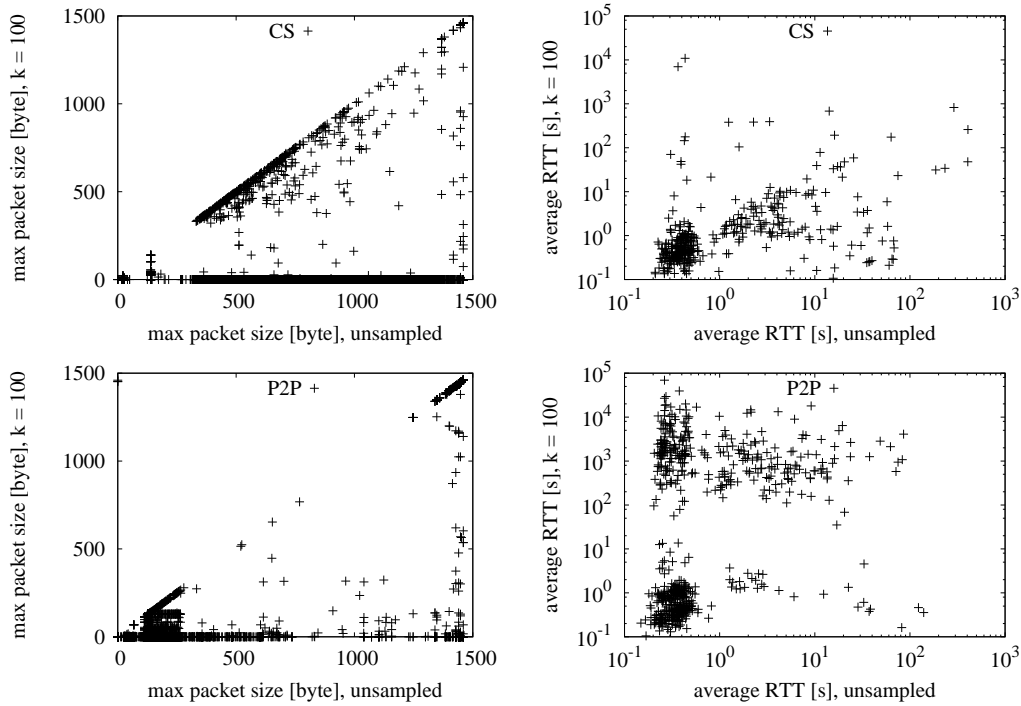 max packet size [byte], k = 100
1500
1000
500
0
CS +
0 500 1000 1500
max packet size [byte], unsampled
average RTT [s], k = 100
10^5
10^4
10^3
10^2
10^1
10^0
10^-1
CS +
10^-1 10^0 10^1 10^2 10^3
average RTT [s], unsampled
max packet size [byte], k = 100
1500
1000
500
0
P2P +
0 500 1000 1500
max packet size [byte], unsampled
average RTT [s], k = 100
10^5
10^4
10^3
10^2
10^1
10^0
10^-1
P2P +
10^-1 10^0 10^1 10^2 10^3
average RTT [s], unsampled